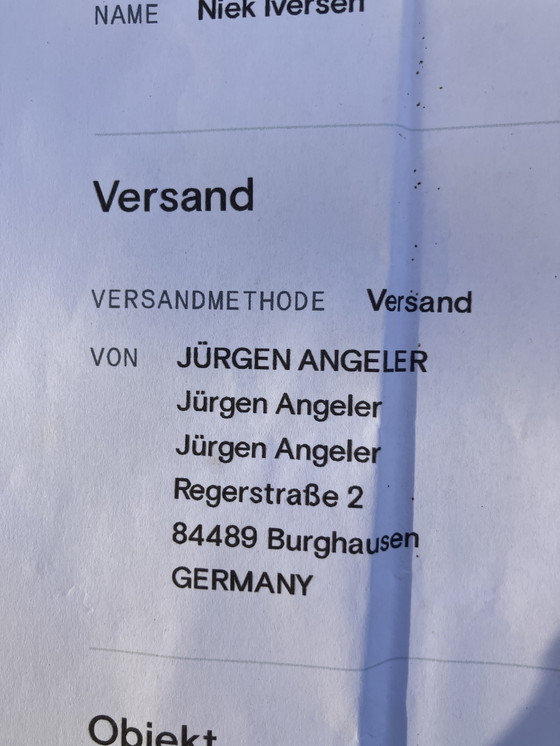 NAME Niek Iversen
Versand
VERSANDMETHODE Versand
VON JÜRGEN ANGELER
Jürgen Angeler
Jürgen Angeler
Regerstraße 2
84489 Burghausen
GERMANY
Objekt